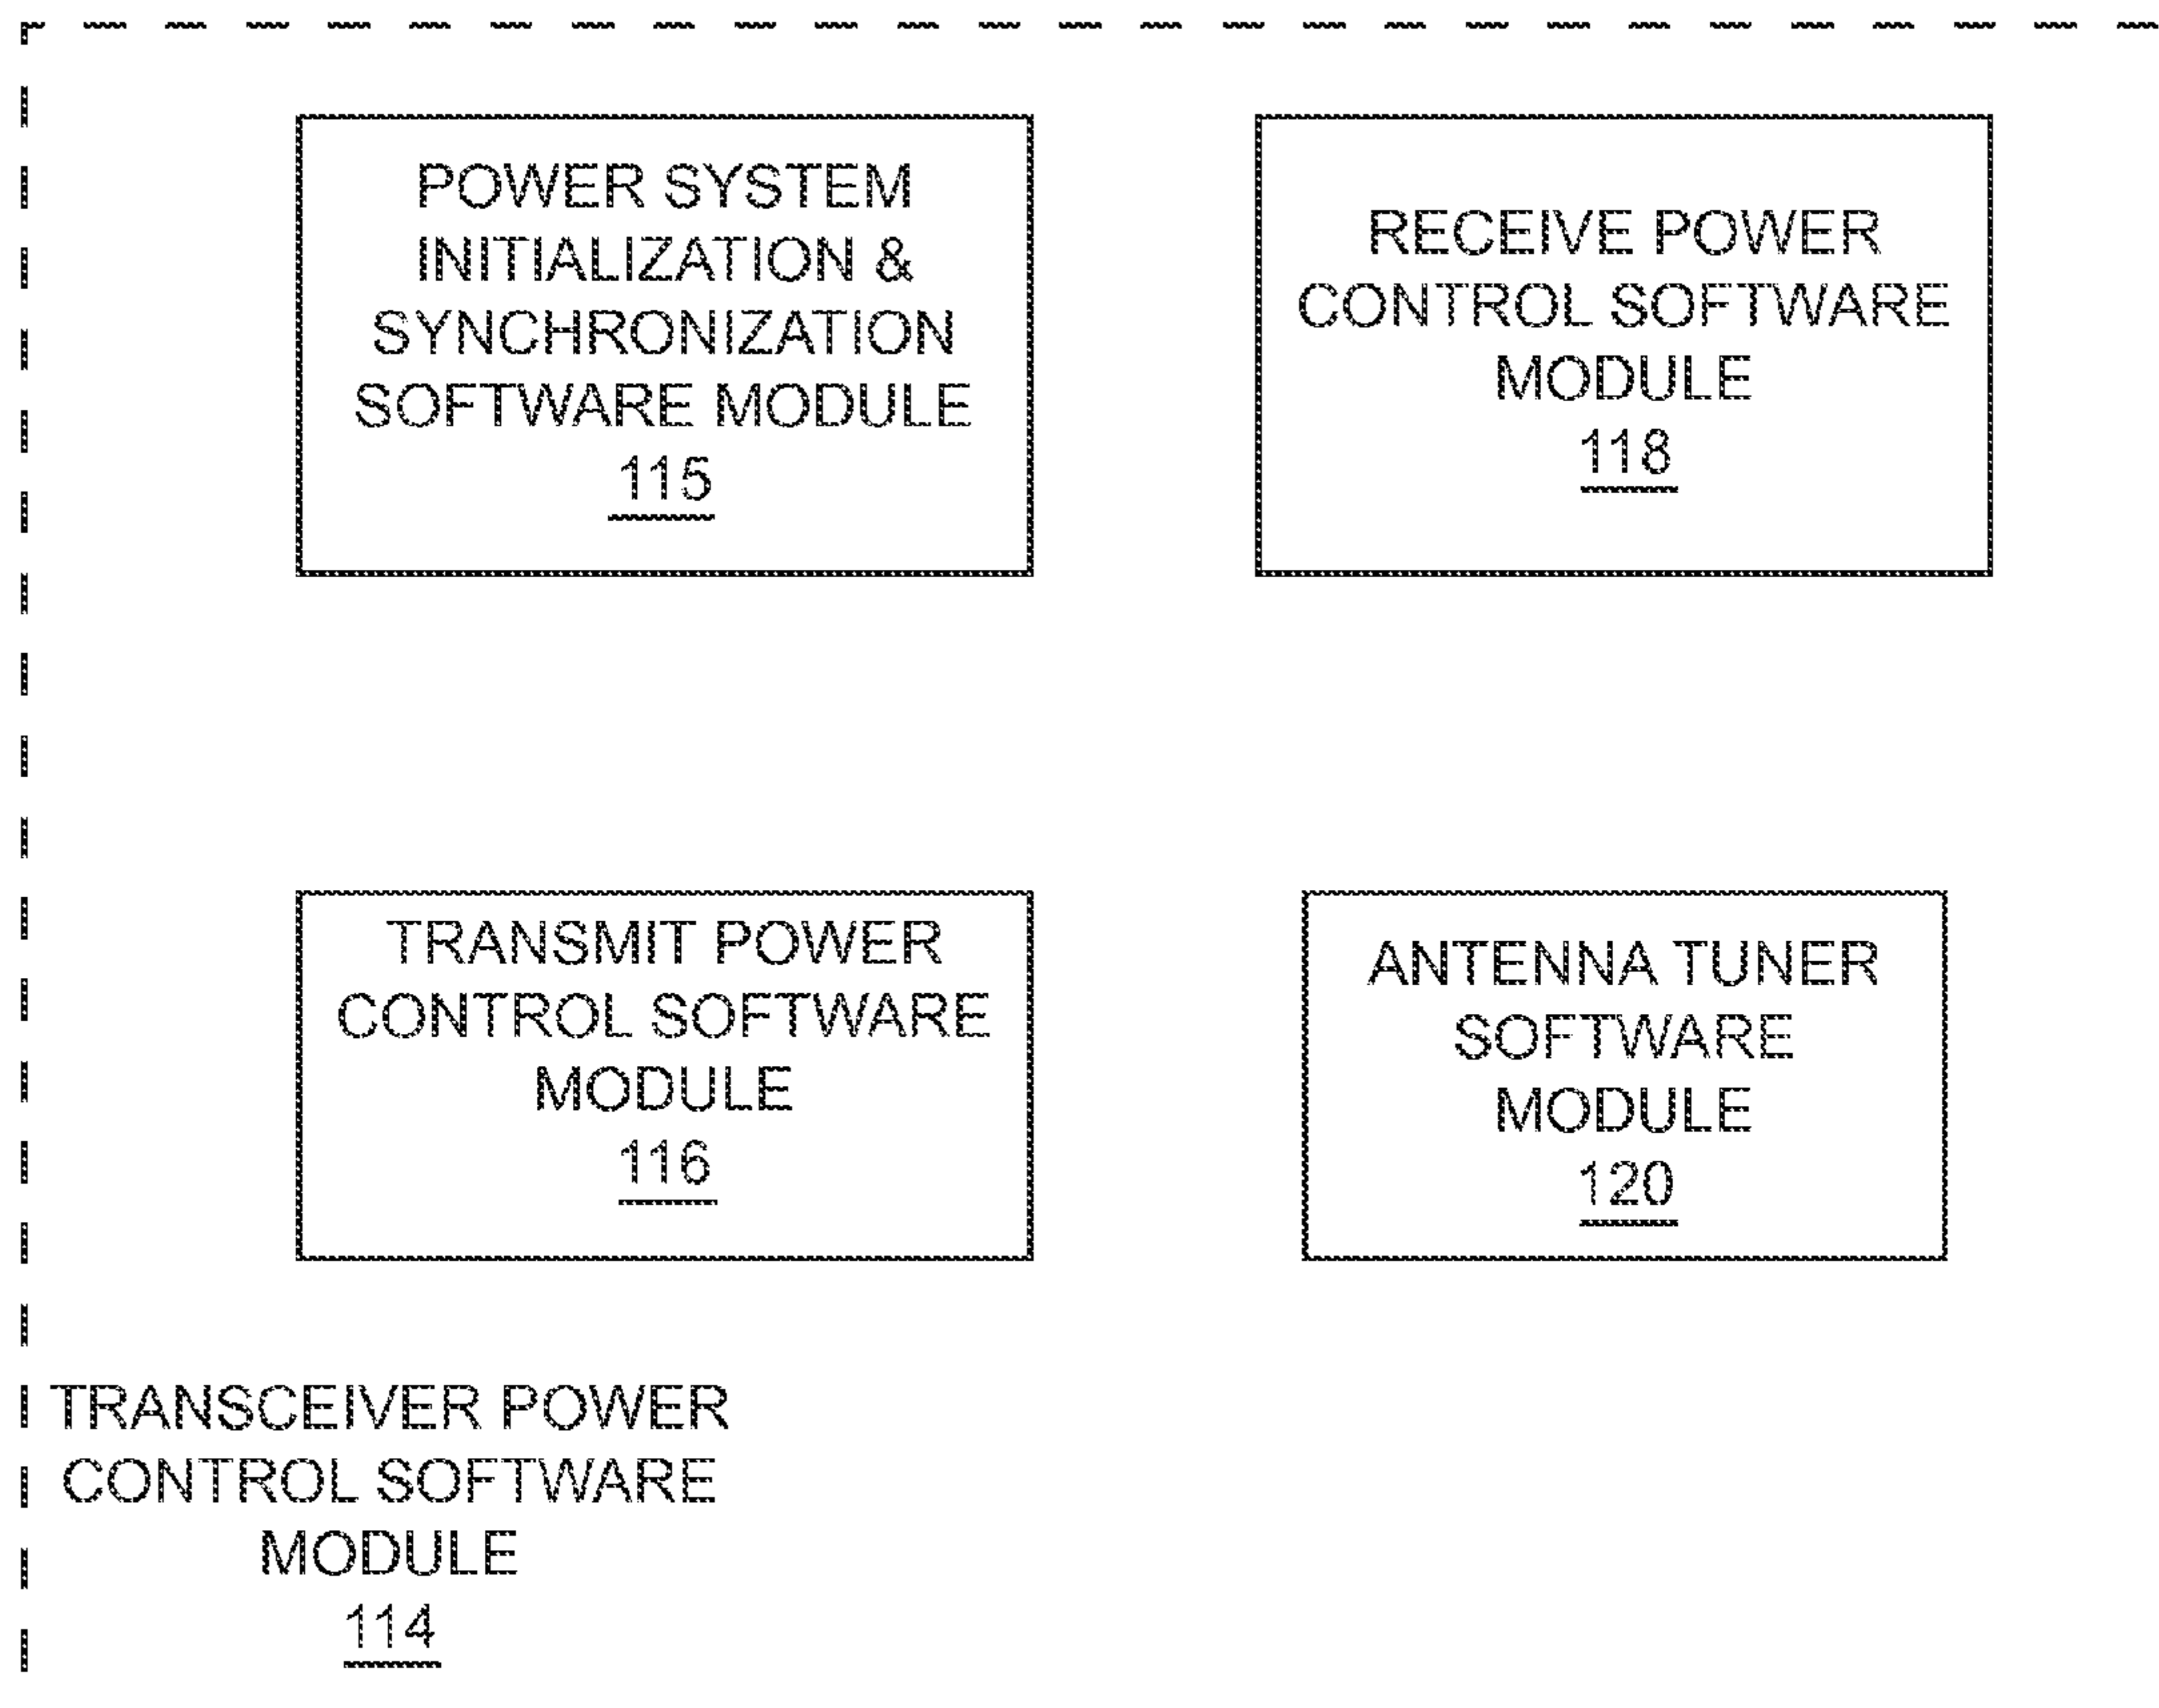 POWER SYSTEM
INITIALIZATION &
SYNCHRONIZATION
SOFTWARE MODULE
115
RECEIVE POWER
CONTROL SOFTWARE
MODULE
118
TRANSMIT POWER
CONTROL SOFTWARE
MODULE
116
ANTENNA TUNER
SOFTWARE
MODULE
120
TRANSCEIVER POWER
CONTROL SOFTWARE
MODULE
114